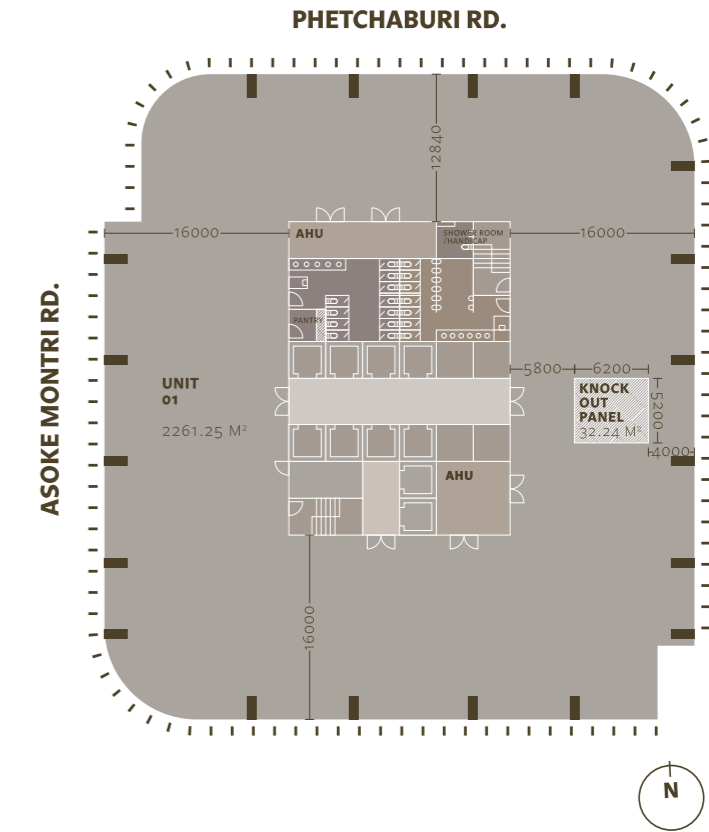 PHETCHABURI RD.
12840
16000
AHU
SHOWER ROOM
/HANDICAP
16000
PANTRY
ASOKE MONTRI RD.
UNIT
01
2261.25 M²
5800
6200
KNOCK
OUT
PANEL
32.24 M²
5200
4000
AHU
16000
N